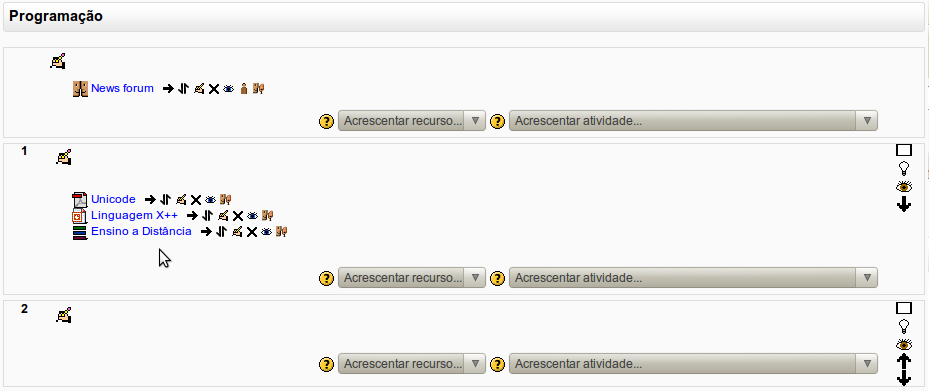 Programação
News forum
? Acrescentar recurso... ? Acrescentar atividade...
1
Unicode
Linguagem X++
Ensino a Distância
? Acrescentar recurso... ? Acrescentar atividade...
2
? Acrescentar recurso... ? Acrescentar atividade...